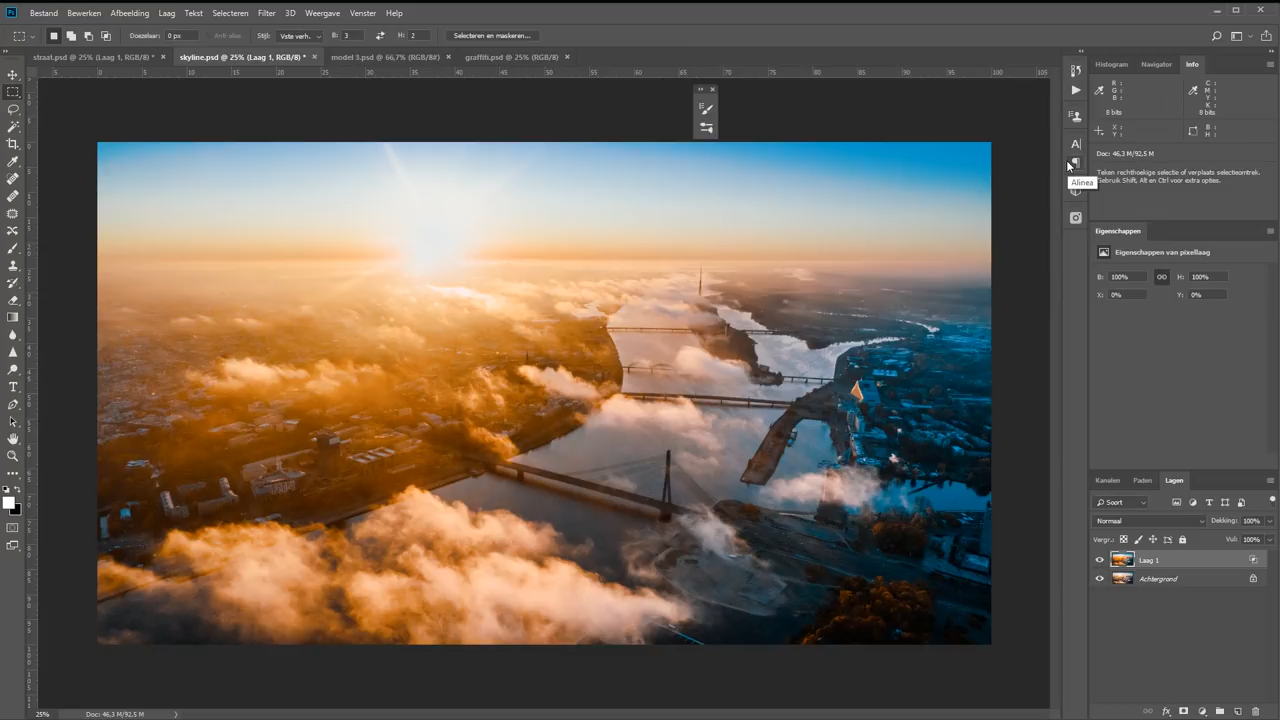 Ps Bestand Bewerken Afbeelding Laag Tekst Selecteren Filter 3D Weergave Venster Help
Doezelaar: 0 px Anti-alias Stijl: Vste verh. B: 3 H: 2 Selecteren en maskeren...
straat.psd @ 25% (Laag 1, RGB/8) * × skyline.psd @ 25% (Laag 1, RGB/8) * × model 3.psd @ 66,7% (RGB/8#) × graffiti.psd @ 25% (RGB/8) ×
Histogram Navigator Info
R: C:
G: M:
B: Y:
K:
8 bits 8 bits
X: B:
Y: H:
Doc: 46,3 M/92,5 M
Teken rechthoekige selectie of verplaats selectieomtrek.
Gebruik Shift, Alt en Ctrl voor extra opties.
Alinea
Eigenschappen
Eigenschappen van pixellaag
B: 100% H: 100%
X: 0% Y: 0%
Kanalen Paden Lagen
Soort
Normaal Dekking: 100%
Vergr.: Vul: 100%
Laag 1
Achtergrond
25% Doc: 46,3 M/92,5 M